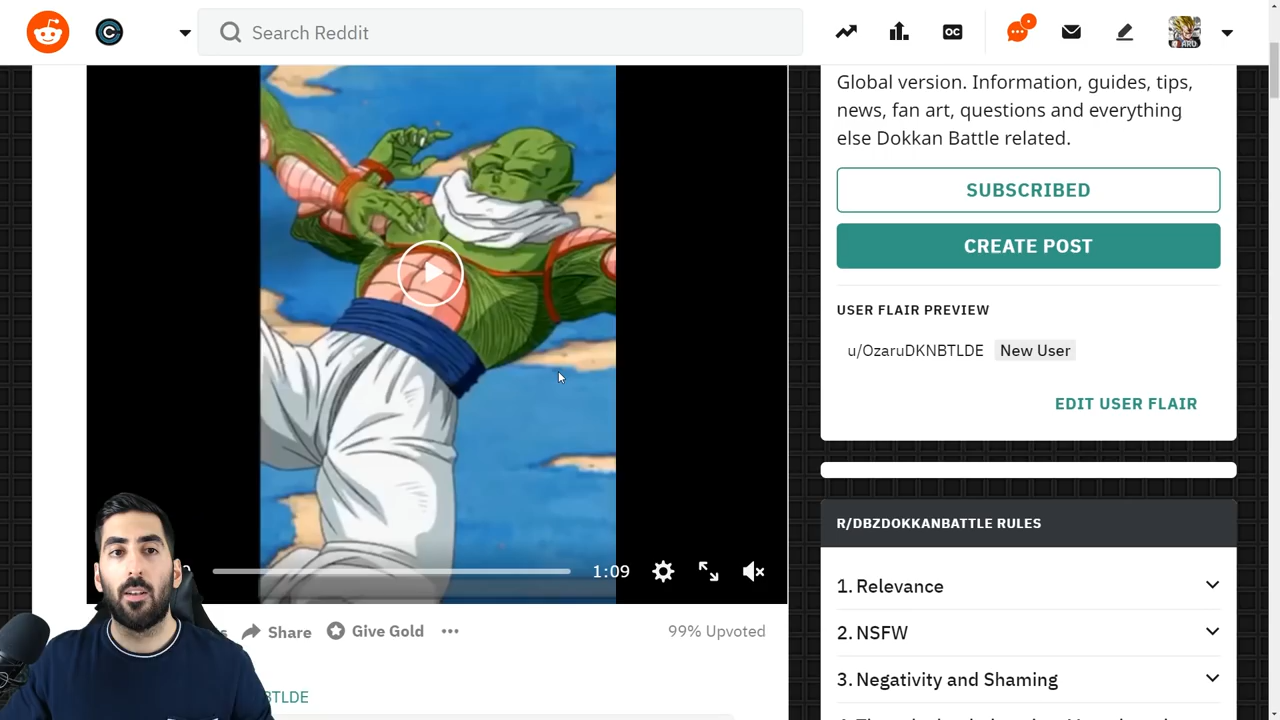 Search Reddit
OC
Global version. Information, guides, tips,
news, fan art, questions and everything
else Dokkan Battle related.
SUBSCRIBED
CREATE POST
USER FLAIR PREVIEW
u/OzaruDKNBTLDE New User
EDIT USER FLAIR
R/DBZDOKKANBATTLE RULES
1. Relevance
2. NSFW
3. Negativity and Shaming
1:09
Share
Give Gold
99% Upvoted
BTLDE